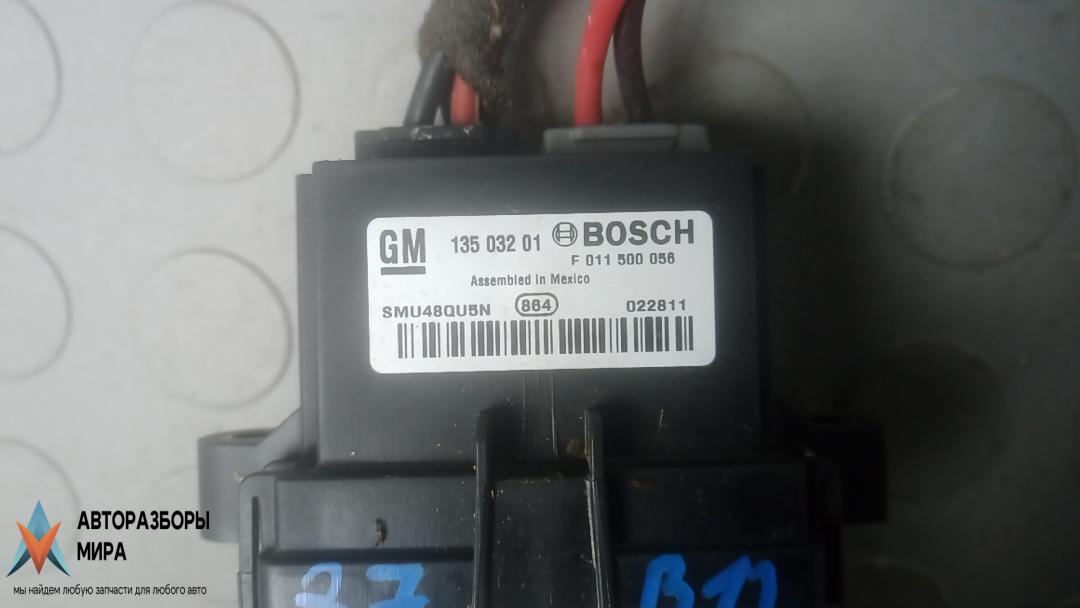 GM 135 032 01 BOSCH
F 011 500 056
Assembled in Mexico
SMU48QU5N 864 022811
АВТОРАЗБОРЫ
МИРА
мы найдем любую запчасти для любого авто